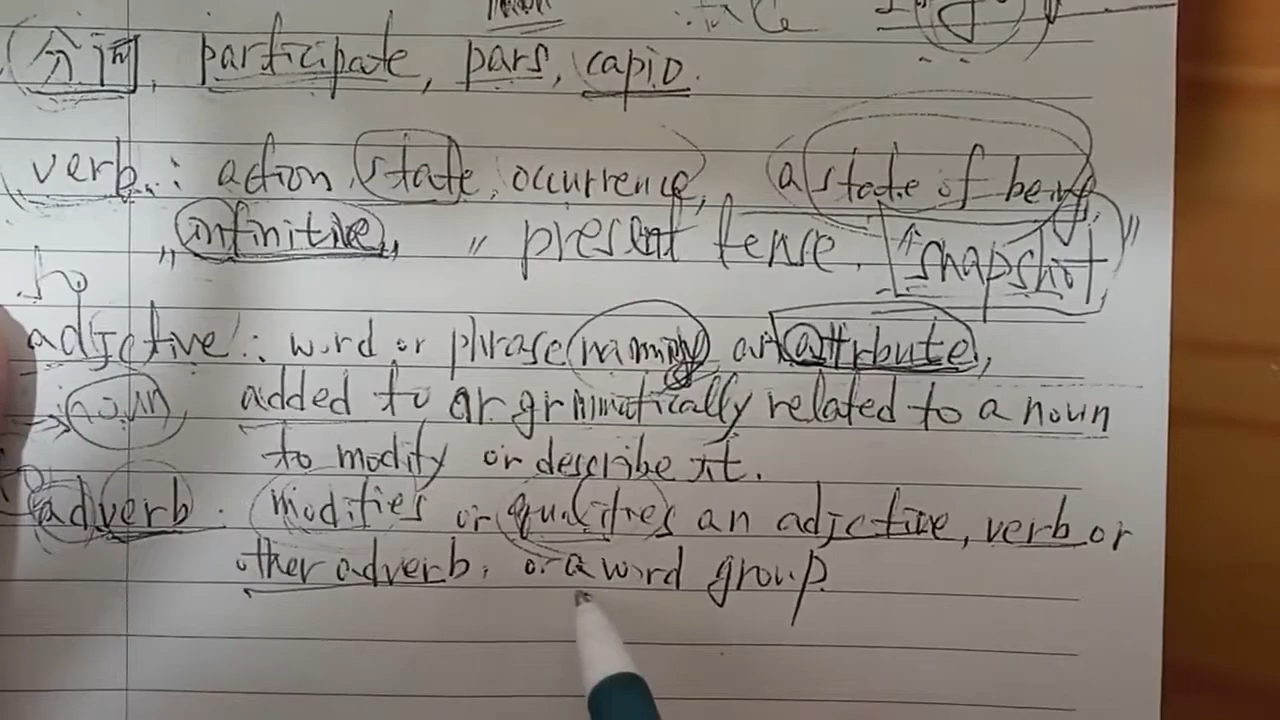 分词, participate, pars, capio.
verb.: action, state, occurrence, a state of being,
"infinitive" " present tense. "snapshot"
adjective: word or phrase naming an attribute,
noun, added to or grammatically related to a noun
to modify or describe it.
adverb: modifies or qualifies an adjective, verb or
other adverb, or a word group.